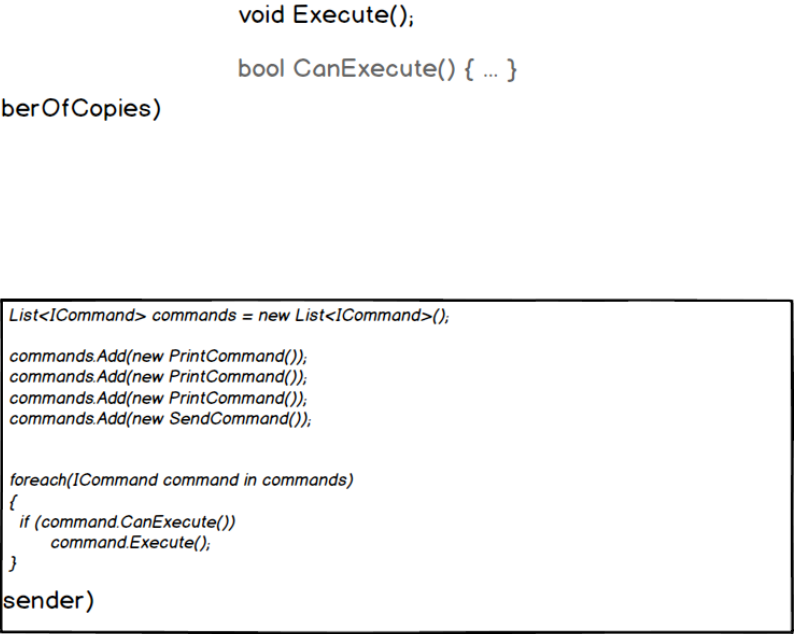 void Execute();
bool CanExecute() { ... }
berOfCopies)
List<ICommand> commands = new List<ICommand>();
commands.Add(new PrintCommand());
commands.Add(new PrintCommand());
commands.Add(new PrintCommand());
commands.Add(new SendCommand());
foreach(ICommand command in commands)
{
if (command.CanExecute())
command.Execute();
}
sender)